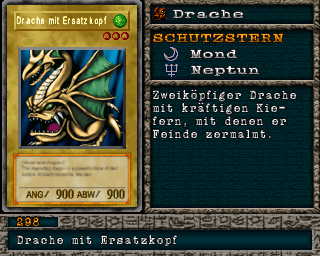 Drache mit Ersatzkopf
ANG/ 900 ABW/ 900
Drache
SCHUTZSTERN
Mond
Neptun
Zweiköpfiger Drache
mit kräftigen Kie-
fern, mit denen er
Feinde zermalmt.
298
Drache mit Ersatzkopf